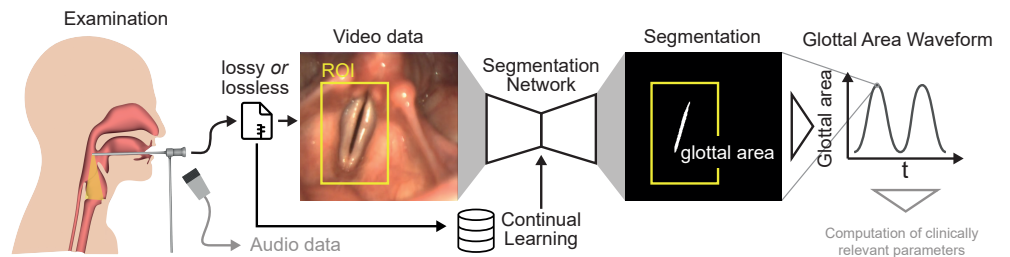 Examination
lossy or
lossless
Audio data
Video data
ROI
Segmentation
Network
Continual
Learning
Segmentation
glottal area
Glottal Area Waveform
Glottal area
t
Computation of clinically
relevant parameters